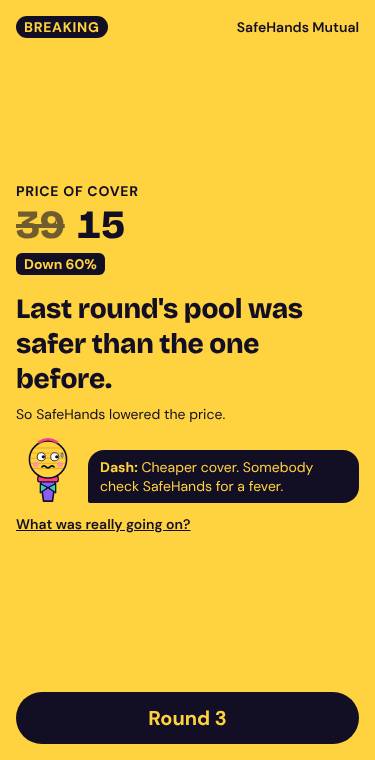 BREAKING
SafeHands Mutual
PRICE OF COVER
39 15
Down 60%
Last round's pool was
safer than the one
before.
So SafeHands lowered the price.
Dash: Cheaper cover. Somebody
check SafeHands for a fever.
What was really going on?
Round 3